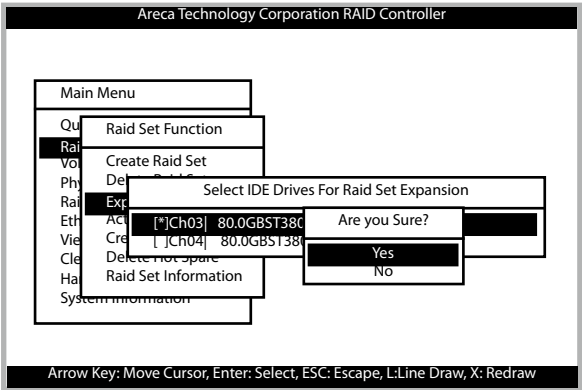 Areca Technology Corporation RAID Controller
Main Menu
Raid Set Function
Create Raid Set
Select IDE Drives For Raid Set Expansion
[*]Ch03| 80.0GBST380
[ ]Ch04| 80.0GBST380
Are you Sure?
Yes
No
Delete Hot Spare
Raid Set Information
System Information
Arrow Key: Move Cursor, Enter: Select, ESC: Escape, L:Line Draw, X: Redraw